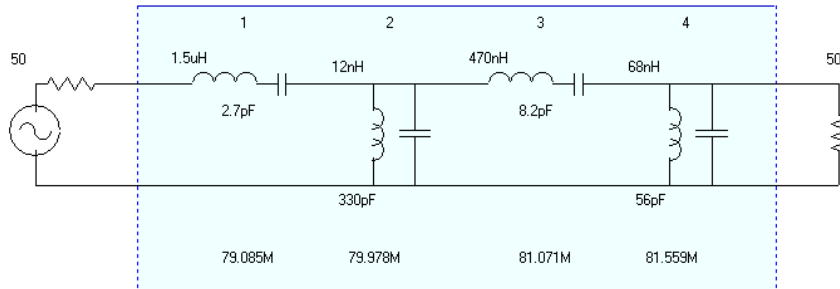 1 2 3 4
50 1.5uH 12nH 470nH 68nH 50
2.7pF 8.2pF
330pF 56pF
79.085M 79.978M 81.071M 81.559M